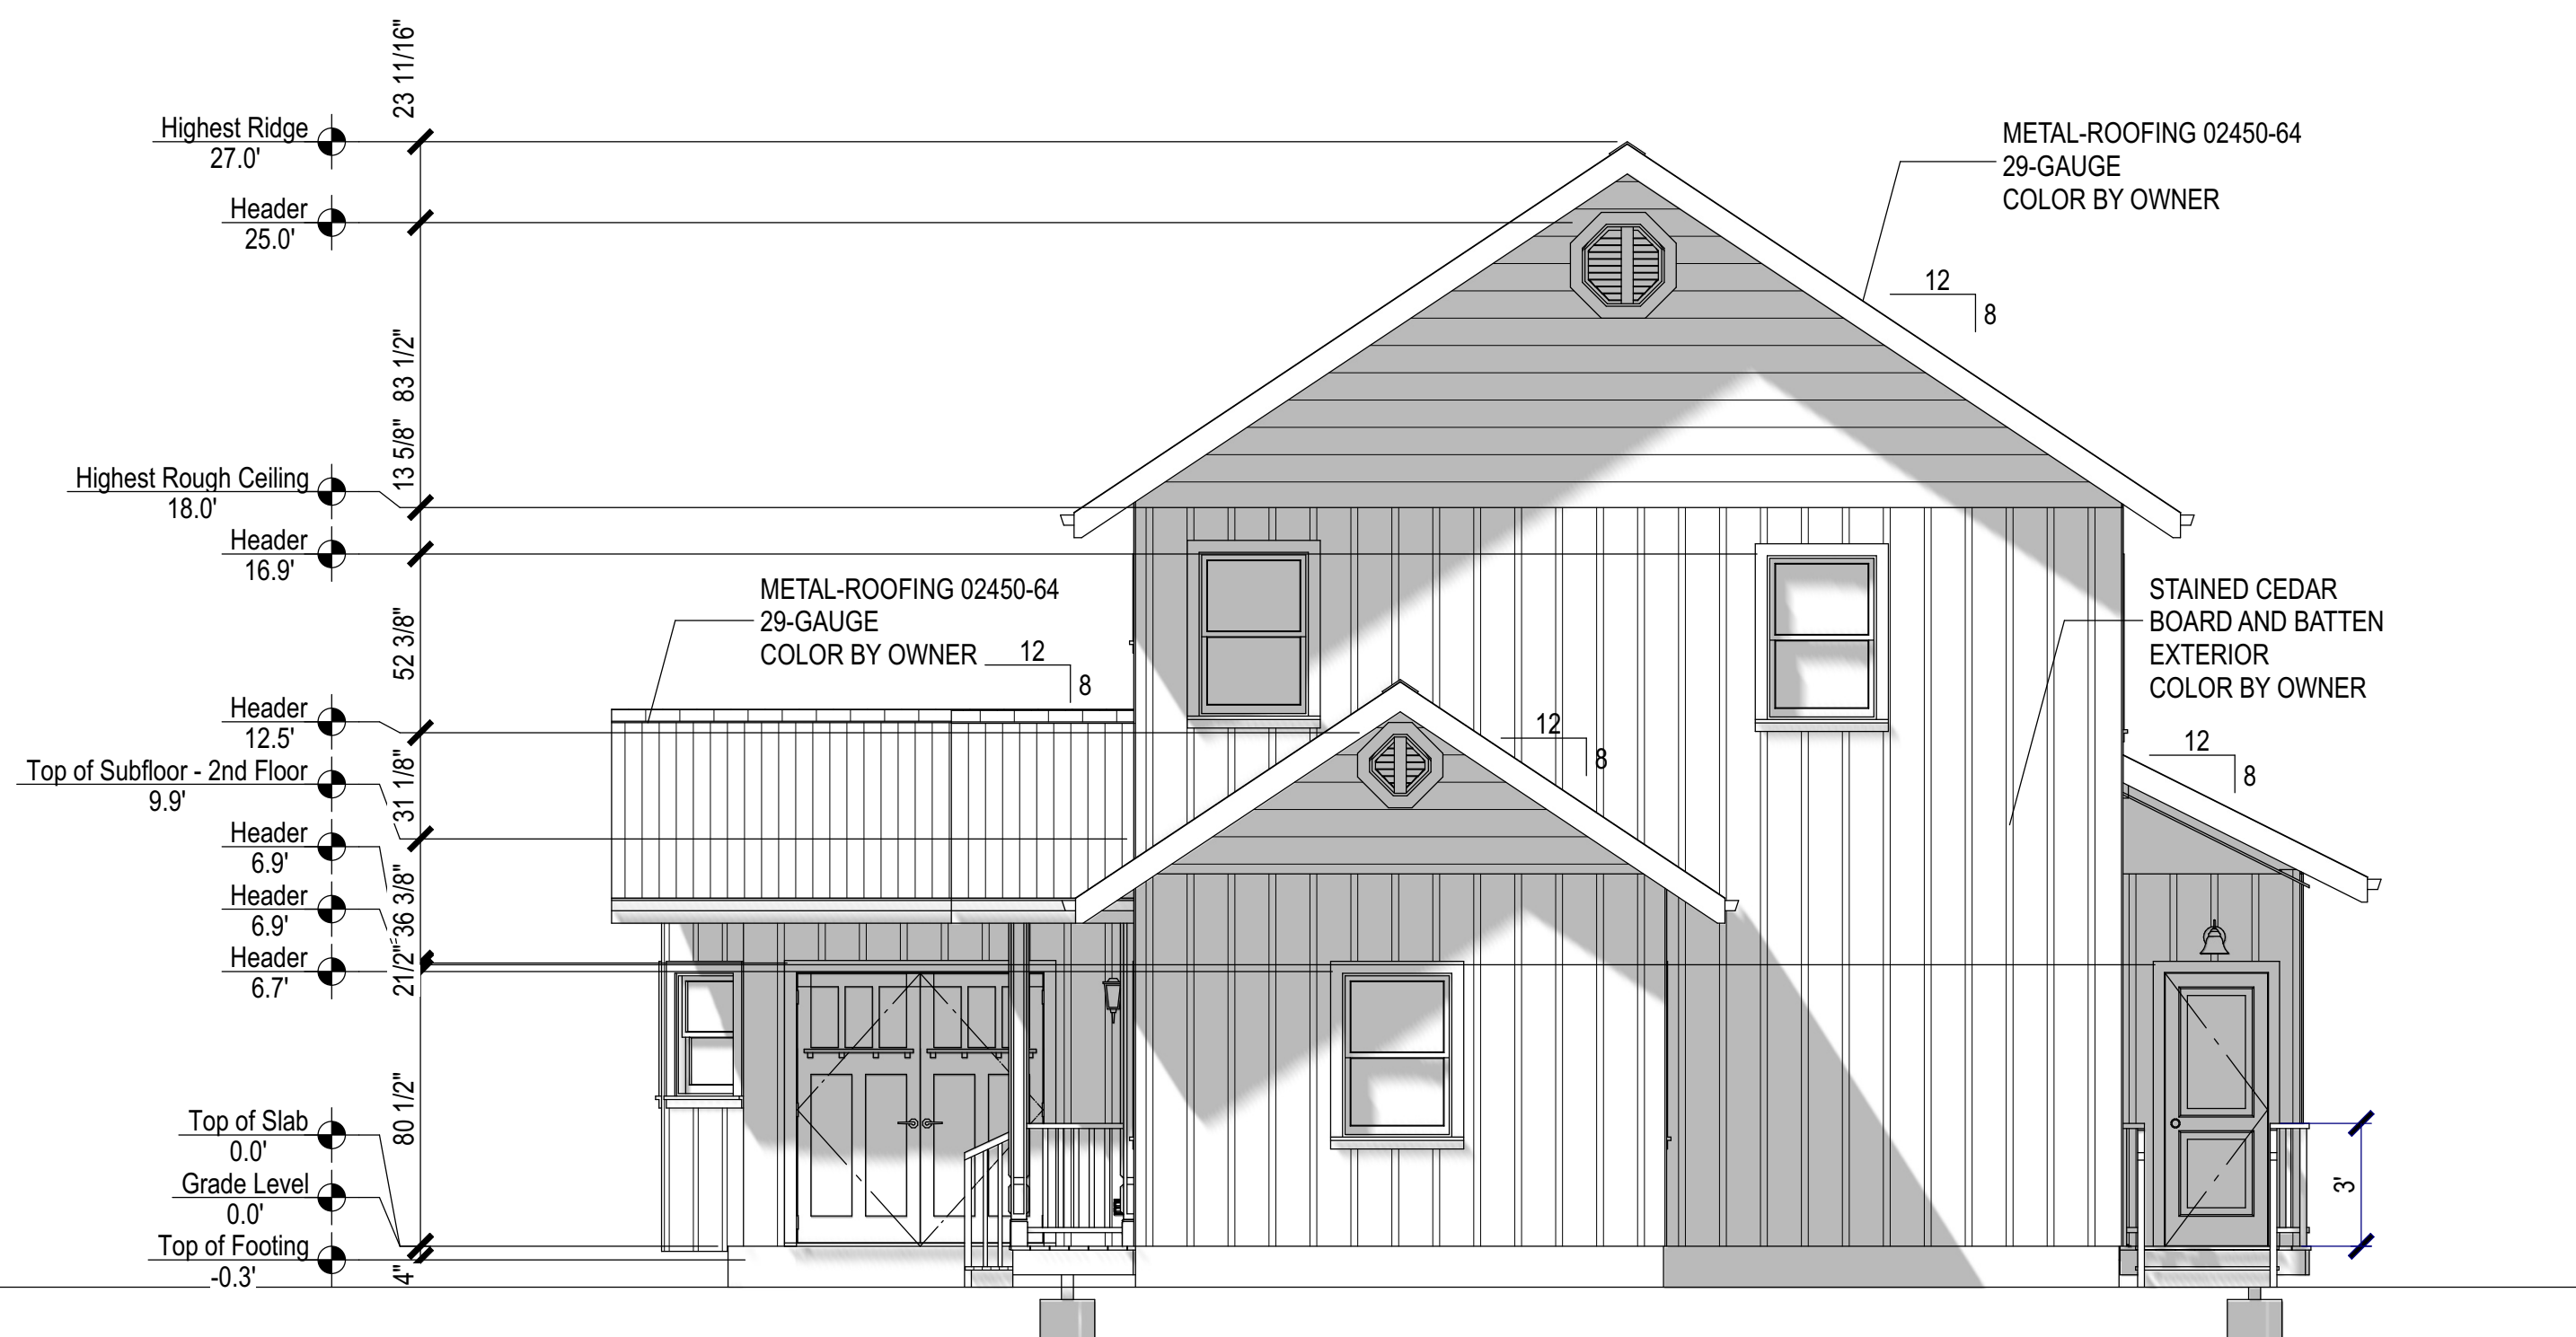 23 11/16"
Highest Ridge
27.0'
Header
25.0'
83 1/2"
13 5/8"
Highest Rough Ceiling
18.0'
Header
16.9'
52 3/8"
Header
12.5'
Top of Subfloor - 2nd Floor
9.9'
31 1/8"
Header
6.9'
36 3/8"
Header
6.9'
Header
6.7'
21/2"
80 1/2"
Top of Slab
0.0'
Grade Level
0.0'
Top of Footing
-0.3'
4"
METAL-ROOFING 02450-64
29-GAUGE
COLOR BY OWNER
12
8
METAL-ROOFING 02450-64
29-GAUGE
COLOR BY OWNER
12
8
12
8
STAINED CEDAR
BOARD AND BATTEN
EXTERIOR
COLOR BY OWNER
12
8
3'